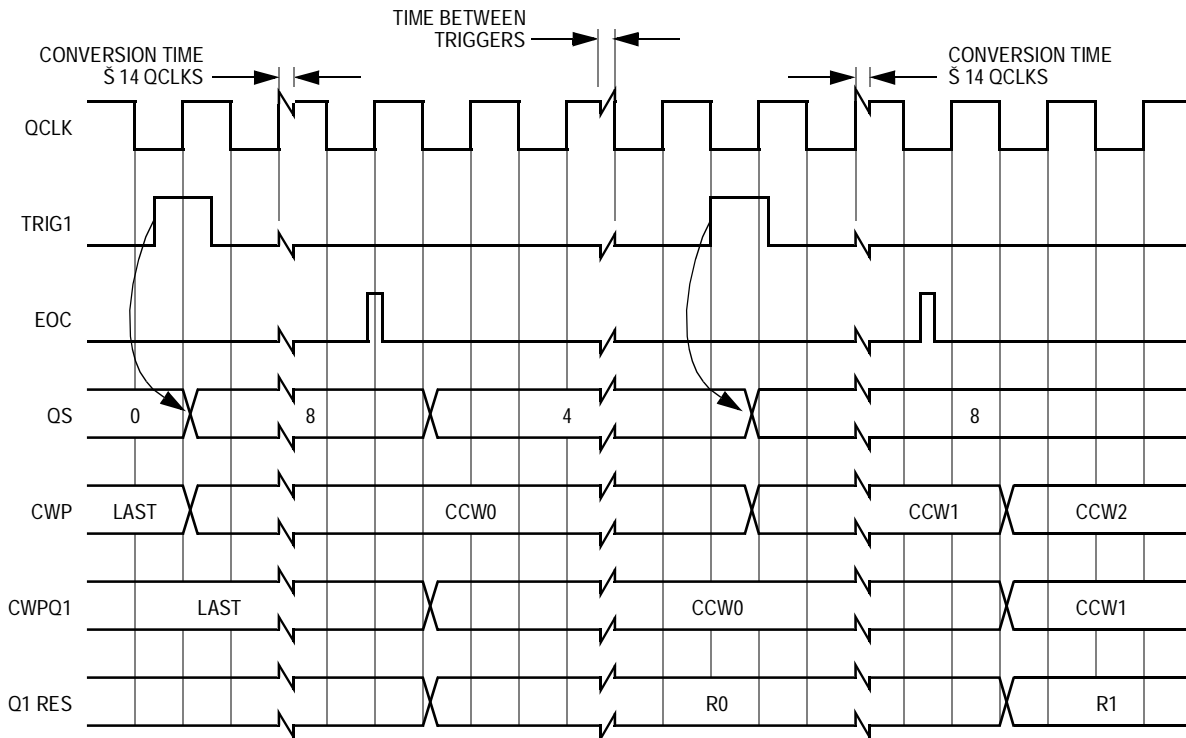 TIME BETWEEN
TRIGGERS
CONVERSION TIME
Š 14 QCLKS
CONVERSION TIME
Š 14 QCLKS
QCLK
TRIG1
EOC
QS 0 8 4 8
CWP LAST CCW0 CCW1 CCW2
CWPQ1 LAST CCW0 CCW1
Q1 RES R0 R1